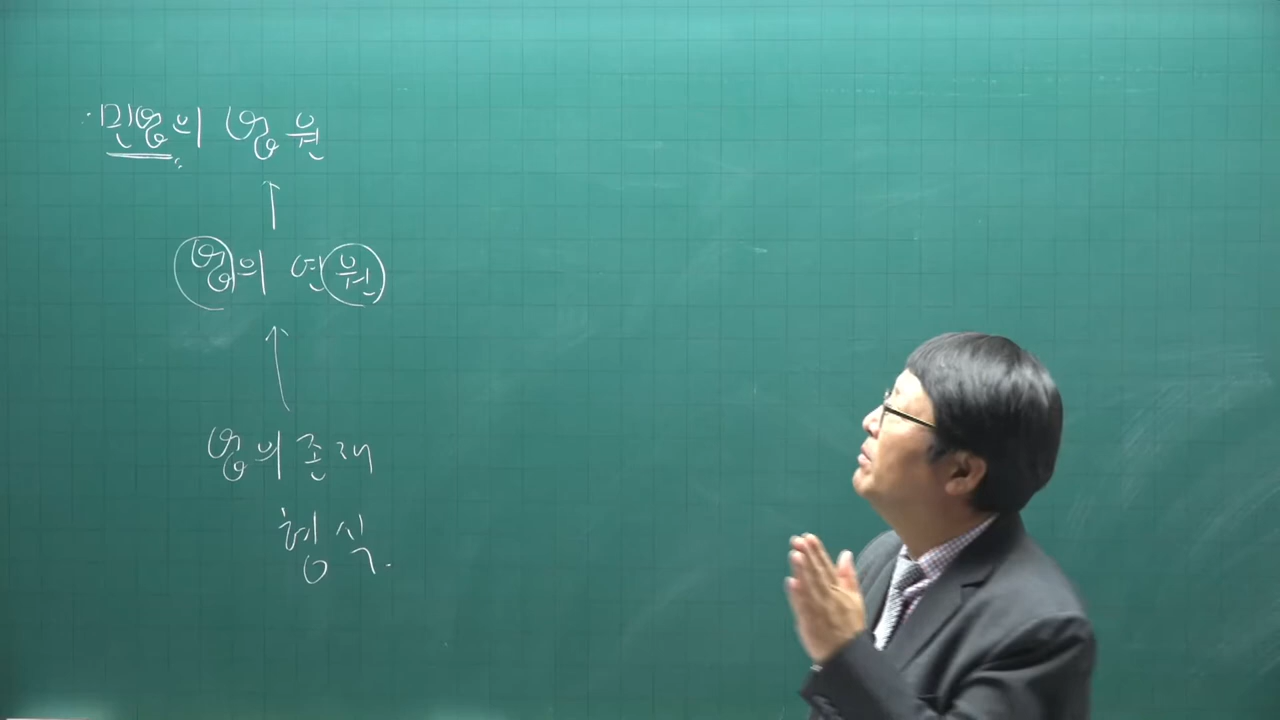 민법의 법원
법의 연원
법의 존재
형식.